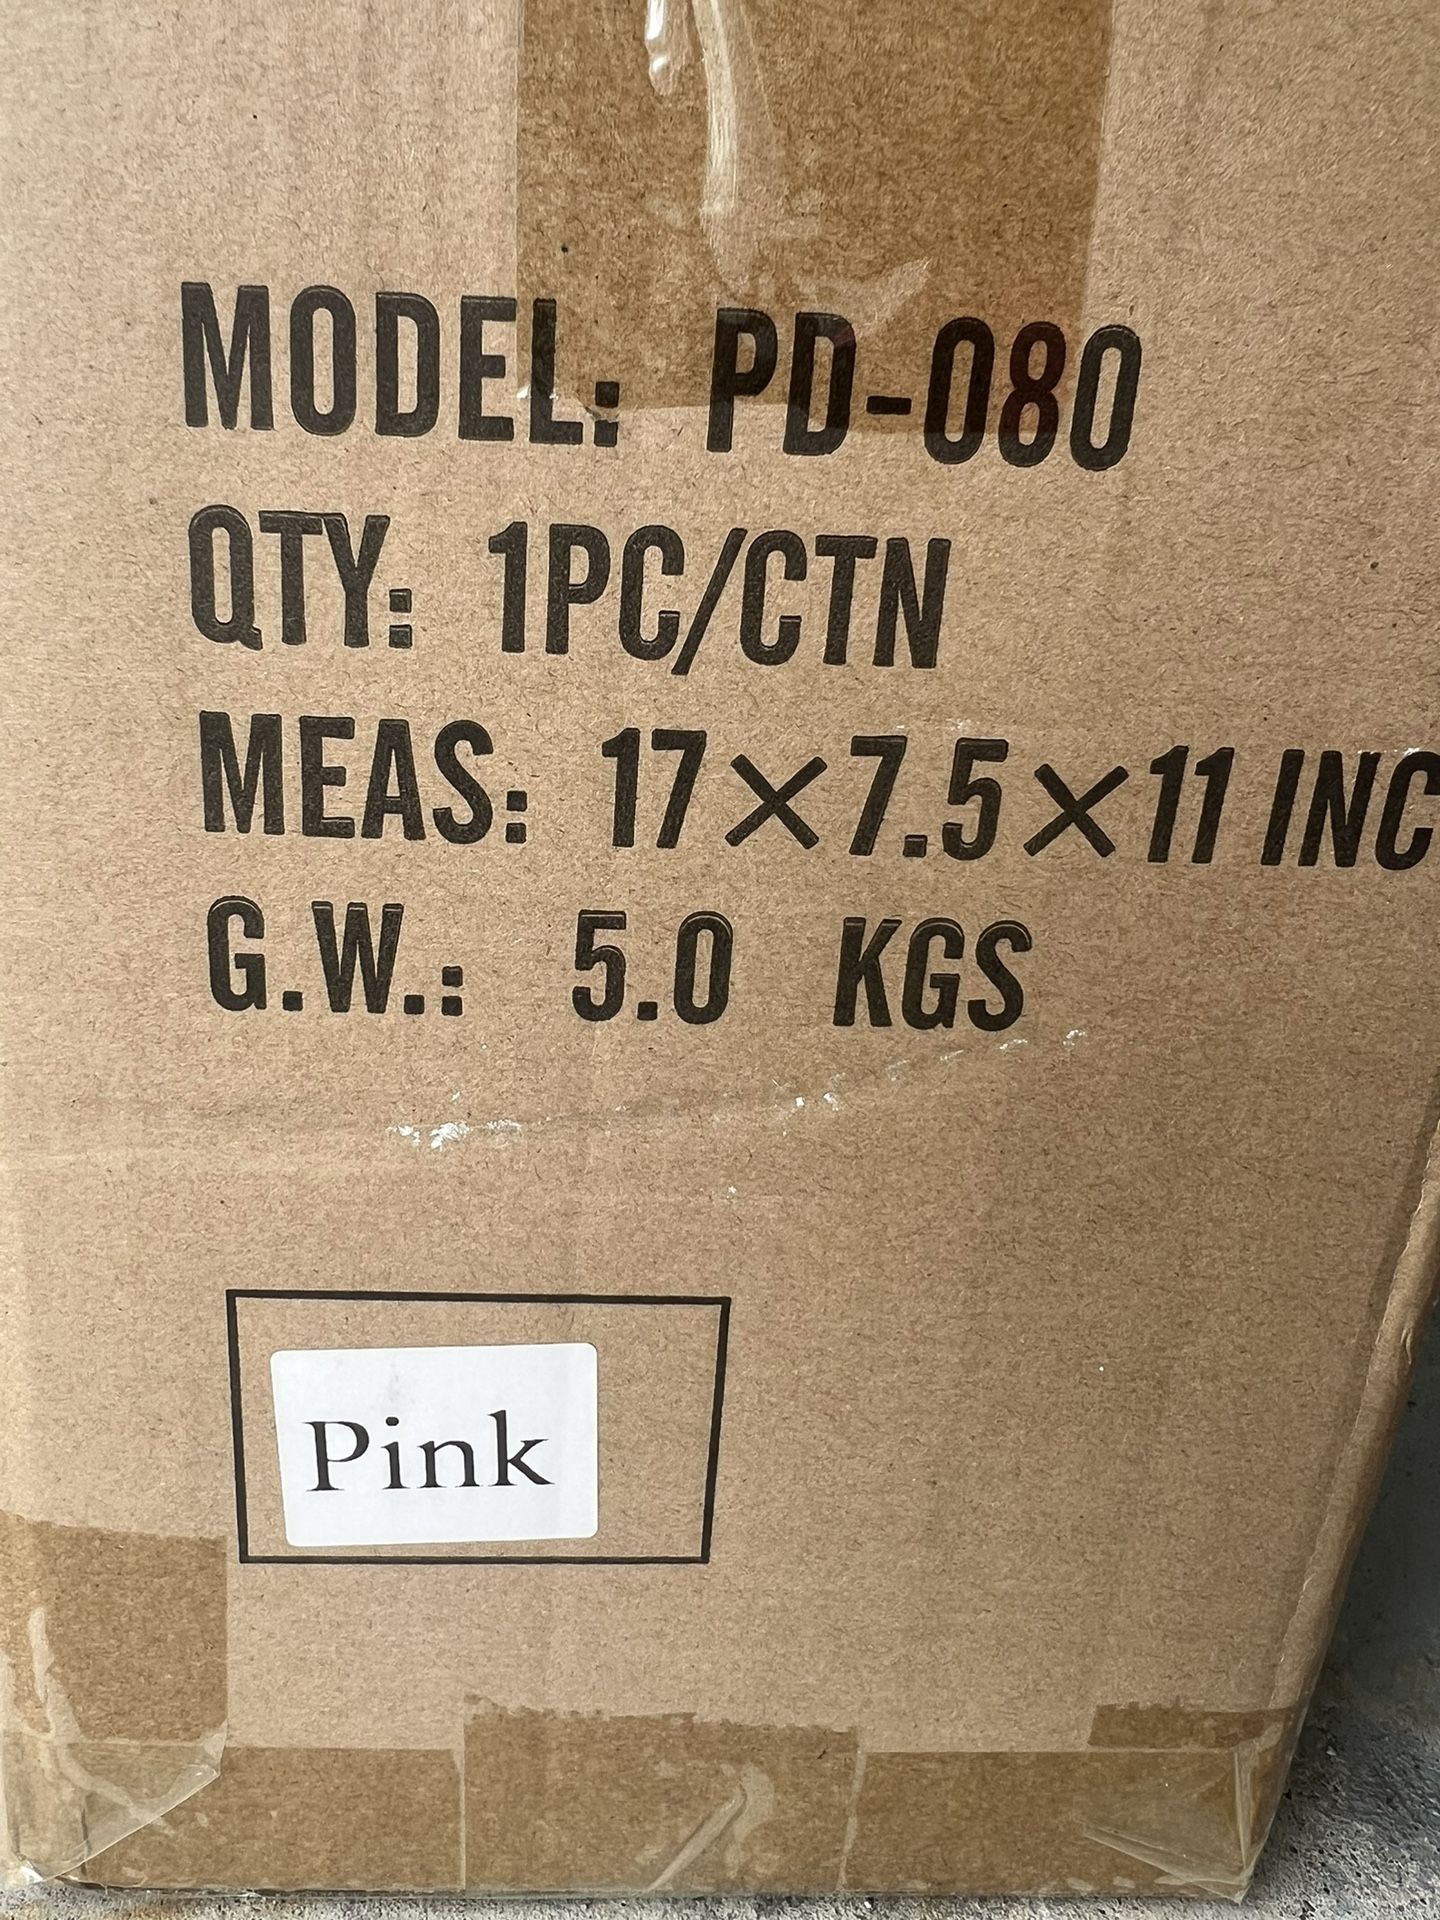 MODEL: PD-080
QTY: 1PC/CTN
MEAS: 17×7.5×11 INC
G.W.: 5.0 KGS
Pink